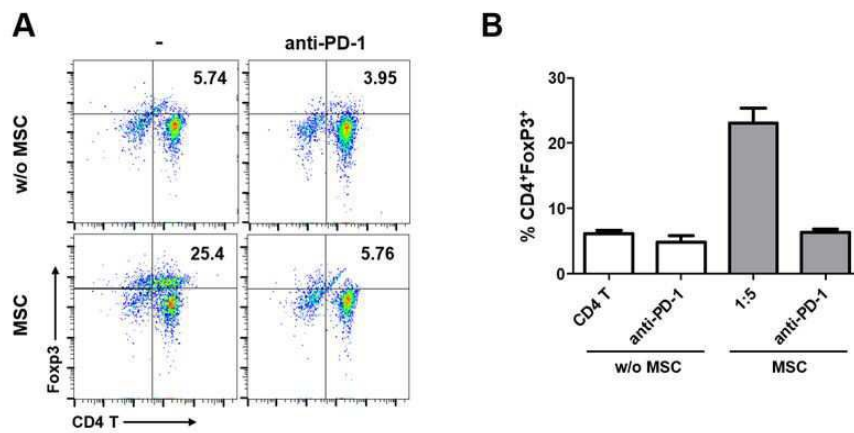 A
-
anti-PD-1
w/o MSC
5.74
3.95
MSC
25.4
5.76
Foxp3
CD4 T
B
% CD4⁺FoxP3⁺
30
20
10
0
CD4 T
anti-PD-1
1:5
anti-PD-1
w/o MSC
MSC